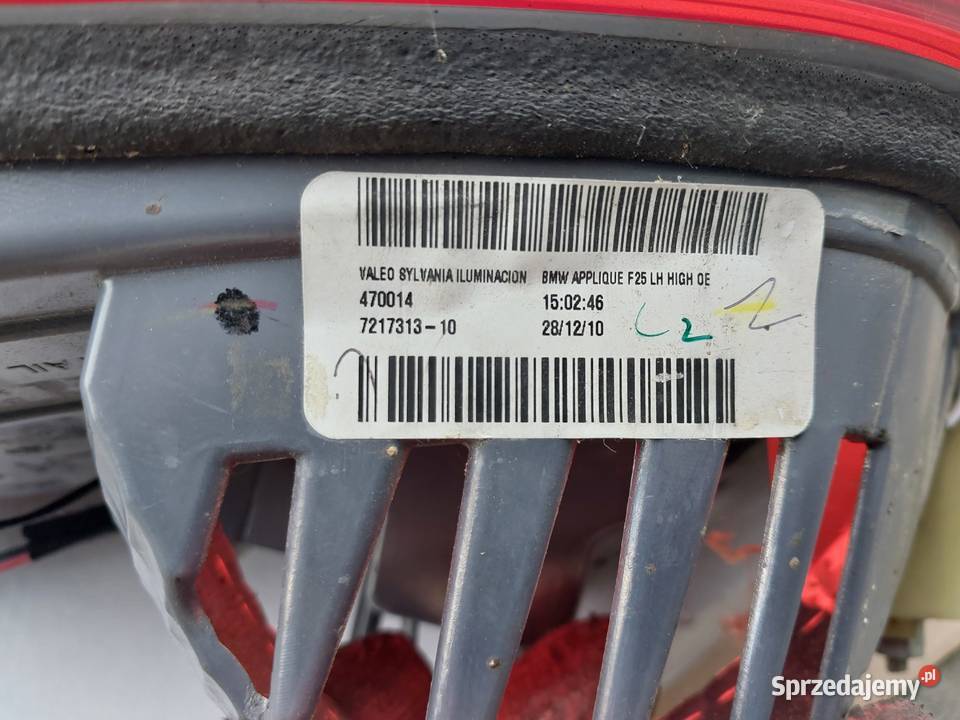 VALEO SYLVANIA ILUMINACION BMW APPLIQUE F25 LH HIGH OE
470014 15:02:46
7217313-10 28/12/10
L2
Sprzedajemy.pl